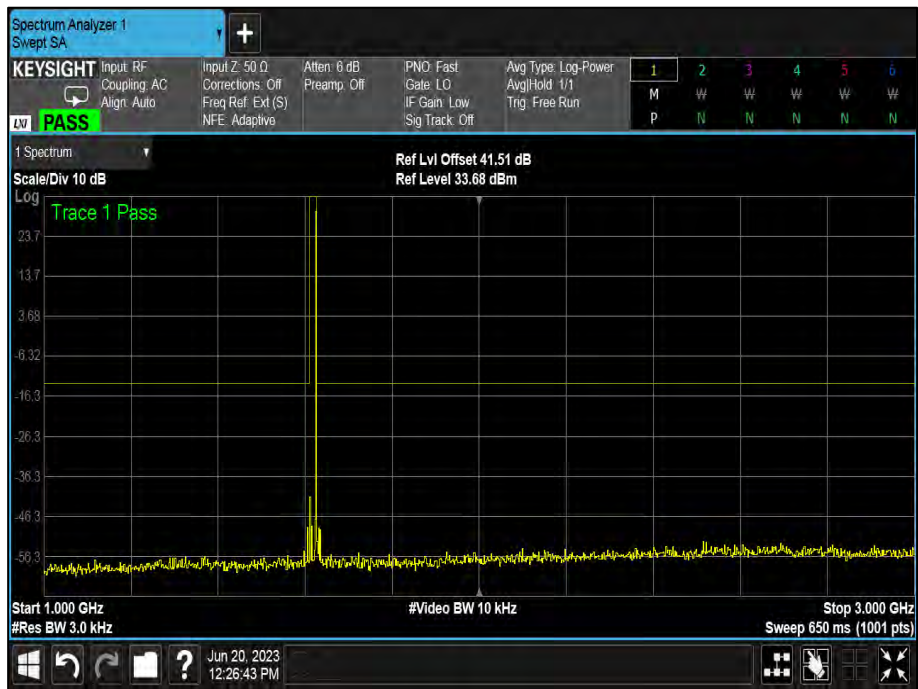 Spectrum Analyzer 1
Swept SA
+
KEYSIGHT
Input: RF
Coupling: AC
Align: Auto
Input Z: 50 Ω
Corrections: Off
Freq Ref: Ext (S)
NFE: Adaptive
Atten: 6 dB
Preamp: Off
PNO: Fast
Gate: LO
IF Gain: Low
Sig Track: Off
Avg Type: Log-Power
Avg|Hold: 1/1
Trig: Free Run
1 2 3 4 5 6
M W W W W W
P N N N N N
LXI PASS
1 Spectrum
Scale/Div 10 dB
Ref Lvl Offset 41.51 dB
Ref Level 33.68 dBm
Log
Trace 1 Pass
23.7
13.7
3.68
-6.32
-16.3
-26.3
-36.3
-46.3
-56.3
Start 1.000 GHz
#Video BW 10 kHz
Stop 3.000 GHz
#Res BW 3.0 kHz
Sweep 650 ms (1001 pts)
?
Jun 20, 2023
12:26:43 PM